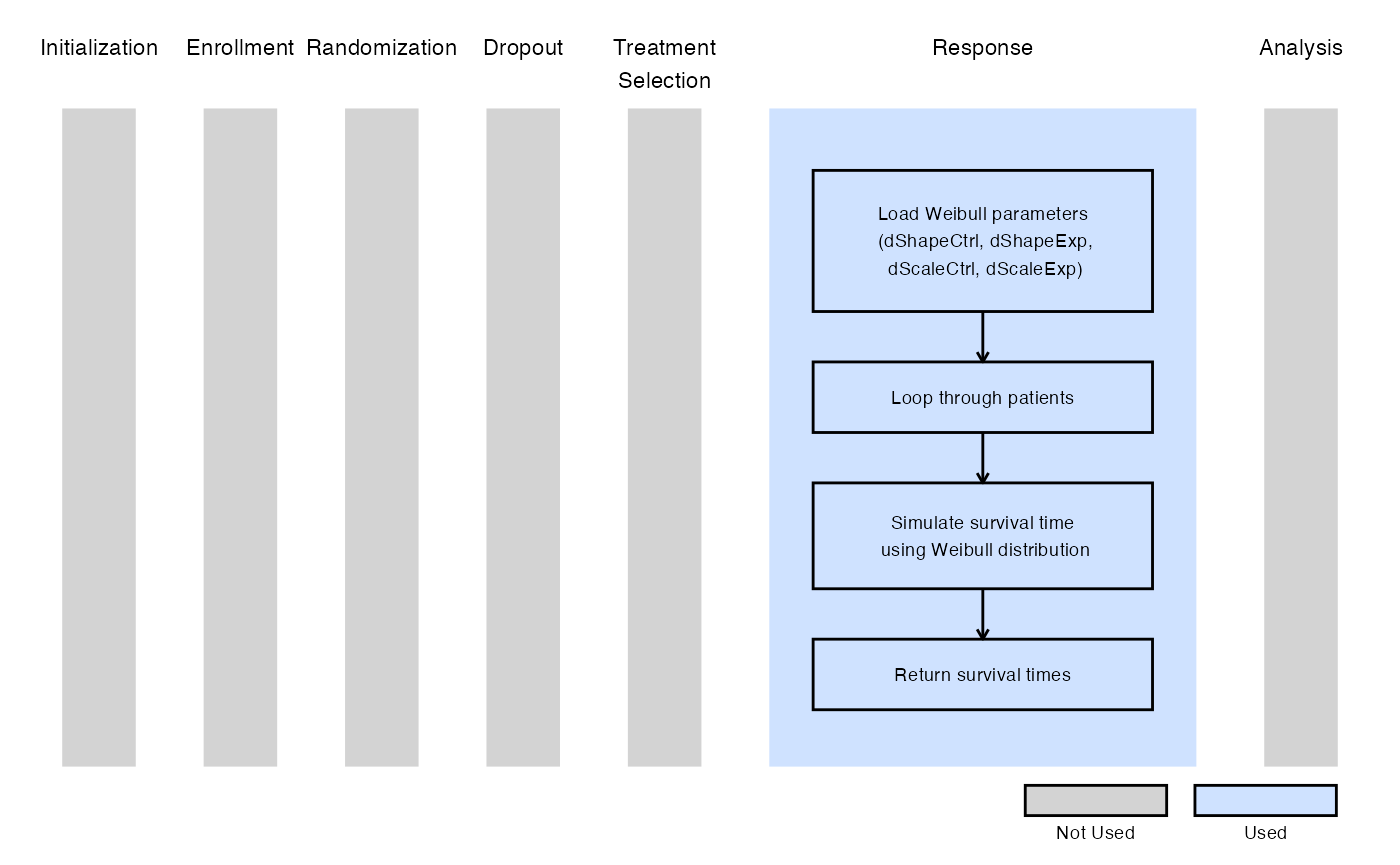 Initialization
Enrollment
Randomization
Dropout
Treatment
Selection
Response
Analysis
Load Weibull parameters
(dShapeCtrl, dShapeExp,
dScaleCtrl, dScaleExp)
Loop through patients
Simulate survival time
using Weibull distribution
Return survival times
Not Used
Used